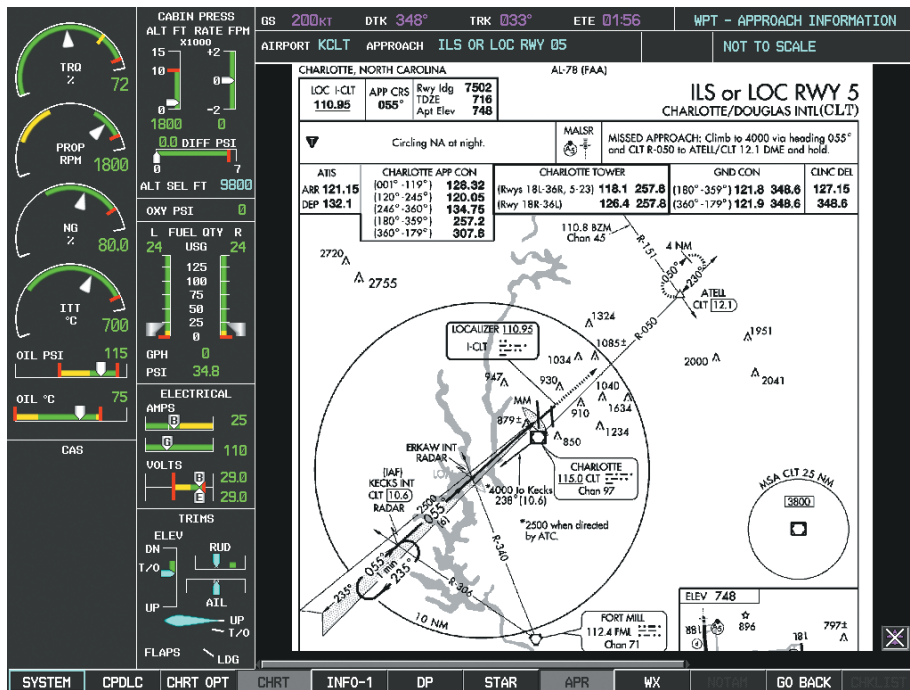 GS 200KT DTK 348° TRK 033° ETE 01:56 WPT - APPROACH INFORMATION
AIRPORT KCLT APPROACH ILS OR LOC RWY 05 NOT TO SCALE
TRQ
%
72
PROP
RPM
1800
NG
%
80.0
ITT
°C
700
OIL PSI 115
OIL °C 75
CAS
CABIN PRESS
ALT FT RATE FPM
X1000
15 +2
10 0
0 -2
1800 0
0.0 DIFF PSI
0 7
ALT SEL FT 9800
OXY PSI 0
L FUEL QTY R
24 USG 24
125
100
75
50
25
0
GPH 0
PSI 34.8
ELECTRICAL
AMPS
B 25
G 110
VOLTS
B 29.0
E 29.0
TRIMS
ELEV
DN RUD
T/O
UP AIL
UP
T/O
FLAPS LDG
CHARLOTTE, NORTH CAROLINA AL-78 (FAA)
LOC I-CLT
110.95
APP CRS
055°
Rwy ldg 7502
TDZE 716
Apt Elev 748
ILS or LOC RWY 5
CHARLOTTE/DOUGLAS INTL(CLT)
T
Circling NA at night.
MALSR
A5
MISSED APPROACH: Climb to 4000 via heading 055°
and CLT R-050 to ATELL/CLT 12.1 DME and hold.
ATIS
ARR 121.15
DEP 132.1
CHARLOTTE APP CON
(001°-119°) 128.32
(120°-245°) 120.05
(246°-360°) 134.75
(180°-359°) 257.2
(360°-179°) 307.8
CHARLOTTE TOWER
(Rwys 18L-36R, 5-23) 118.1 257.8
(Rwy 18R-36L) 126.4 257.8
GND CON
(180°-359°) 121.8 348.6
(360°-179°) 121.9 348.6
CLNC DEL
127.15
348.6
110.8 BZM
Chan 45
R-151
4 NM
050°
230°
ATELL
CLT 12.1
R-050
2720
2755
1324
LOCALIZER 110.95
I-CLT
1085±
1034
1951
2000
2041
947
930
1040
910
1634
MM
879±
850
1234
ERKAW INT
RADAR
CHARLOTTE
115.0 CLT
Chan 97
(IAF)
KECKS INT
CLT 10.6
RADAR
*4000 to Kecks
238° (10.6)
*2500 when directed
by ATC.
2500
055°
(6)
R-340
055°
1 min
235°
235°
R-306
10 NM
FORT MILL
112.4 FML
Chan 71
MSA CLT 25 NM
3800
ELEV 748
18R
A5
896
18L
797±
SYSTEM CPDLC CHRT OPT CHRT INFO-1 DP STAR APR WX NOTAM GO BACK CHKLIST